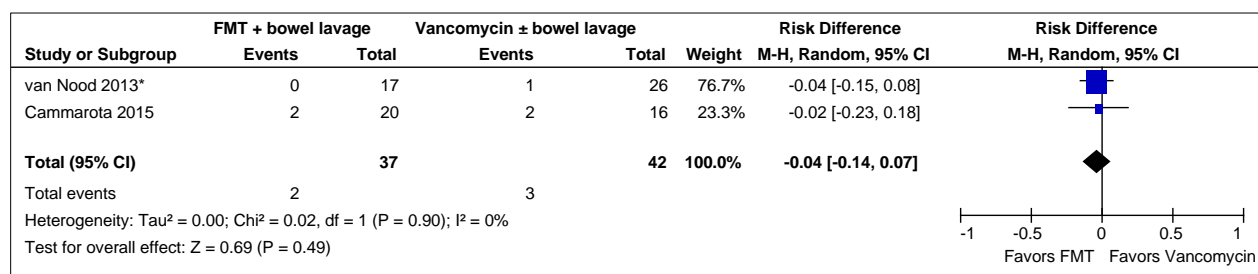 FMT + bowel lavage Vancomycin ± bowel lavage Risk Difference Risk Difference
Study or Subgroup Events Total Events Total Weight M-H, Random, 95% CI M-H, Random, 95% CI
van Nood 2013* 0 17 1 26 76.7% -0.04 [-0.15, 0.08]
Cammarota 2015 2 20 2 16 23.3% -0.02 [-0.23, 0.18]
Total (95% CI) 37 42 100.0% -0.04 [-0.14, 0.07]
Total events 2 3
Heterogeneity: Tau² = 0.00; Chi² = 0.02, df = 1 (P = 0.90); I² = 0%
Test for overall effect: Z = 0.69 (P = 0.49)
-1 -0.5 0 0.5 1
Favors FMT Favors Vancomycin